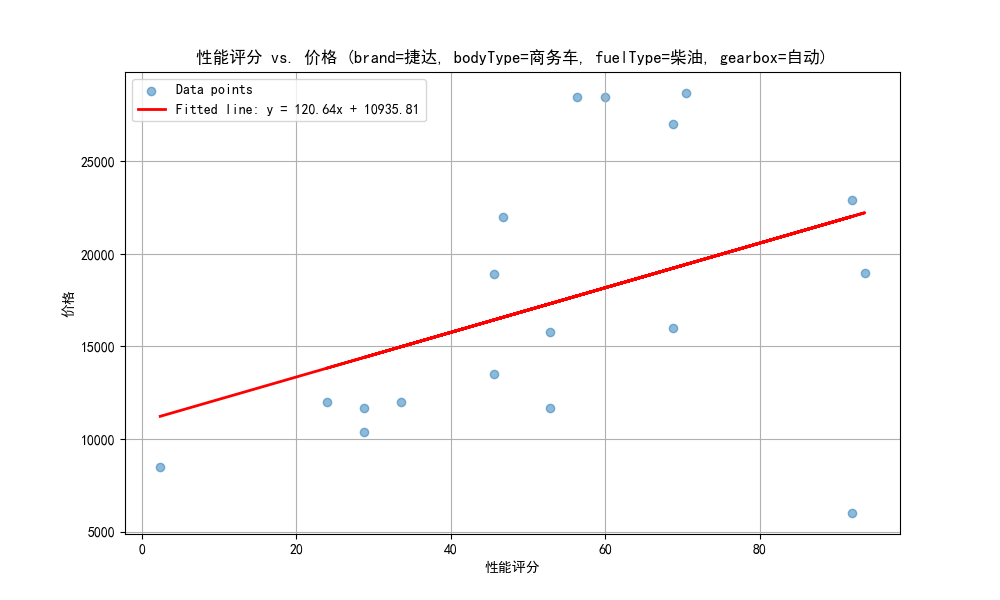 性能评分 vs. 价格 (brand=捷达, bodyType=商务车, fuelType=柴油, gearbox=自动)
Data points
Fitted line: y = 120.64x + 10935.81
25000
20000
15000
10000
5000
价格
0 20 40 60 80
性能评分